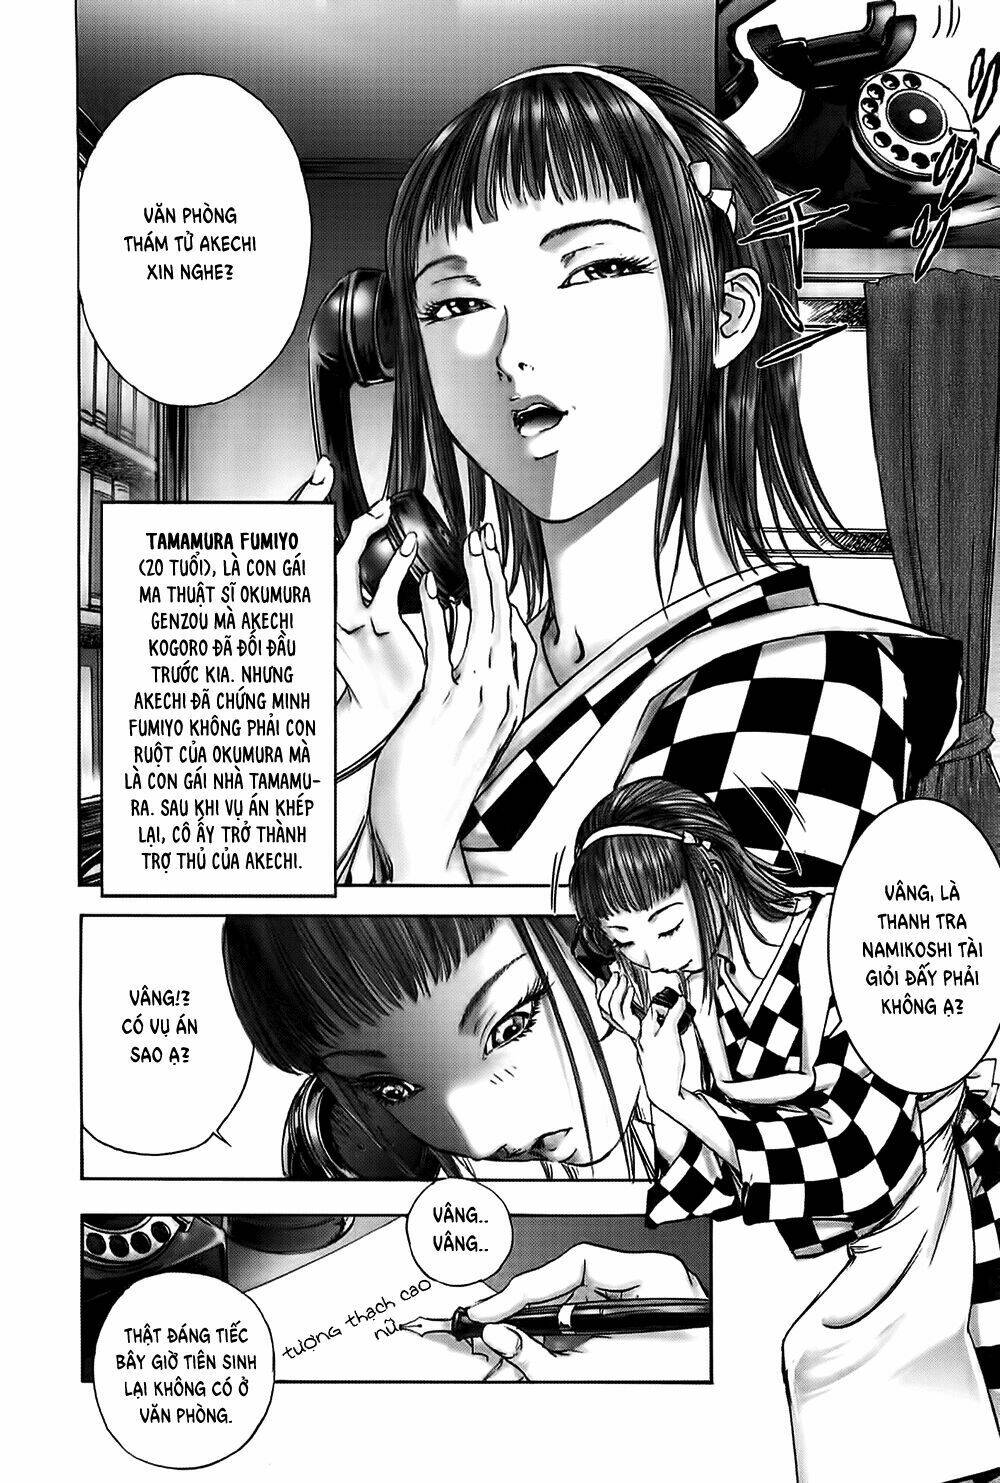 チン
VĂN PHÒNG
THÁM TỬ AKECHI
XIN NGHE?
TAMAMURA FUMIYO
(20 TUỔI), LÀ CON GÁI
MA THUẬT SĨ OKUMURA
GENZOU MÀ AKECHI
KOGORO ĐÃ ĐỐI ĐẦU
TRƯỚC KIA. NHƯNG
AKECHI ĐÃ CHỨNG MINH
FUMIYO KHÔNG PHẢI CON
RUỘT CỦA OKUMURA MÀ
LÀ CON GÁI NHÀ TAMAMU-
RA. SAU KHI VỤ ÁN KHÉP
LẠI, CÔ ẤY TRỞ THÀNH
TRỢ THỦ CỦA AKECHI.
VÂNG, LÀ
THANH TRA
NAMIKOSHI TÀI
GIỎI ĐẤY PHẢI
KHÔNG Ạ?
VÂNG!?
CÓ VỤ ÁN
SAO Ạ?
VÂNG..
VÂNG..
tượng thạch cao
nữ
THẬT ĐÁNG TIẾC
BÂY GIỜ TIÊN SINH
LẠI KHÔNG CÓ Ở
VĂN PHÒNG.